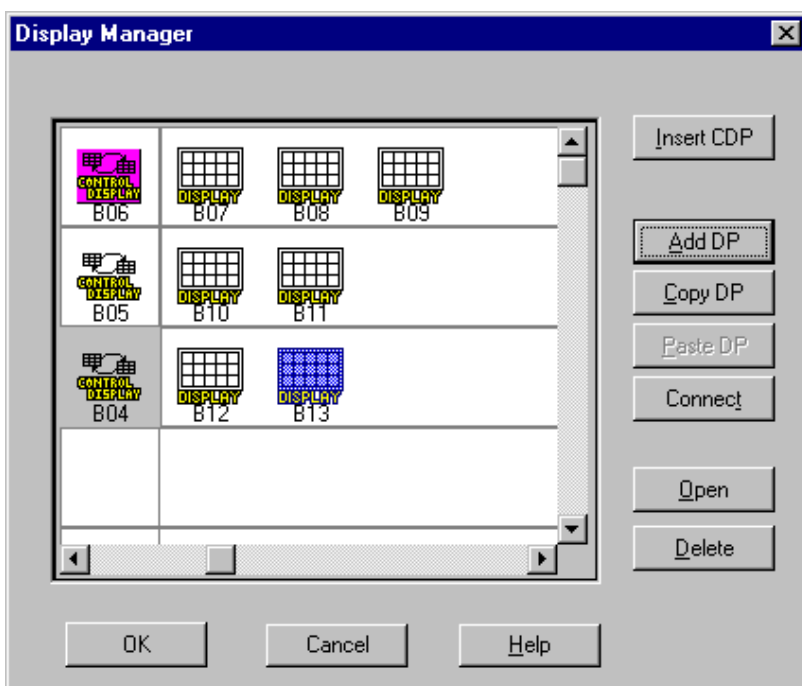 Display Manager
Insert CDP
CONTROL DISPLAY B06
DISPLAY B07
DISPLAY B08
DISPLAY B09
Add DP
CONTROL DISPLAY B05
DISPLAY B10
DISPLAY B11
Copy DP
Paste DP
CONTROL DISPLAY B04
DISPLAY B12
DISPLAY B13
Connect
Open
Delete
OK
Cancel
Help